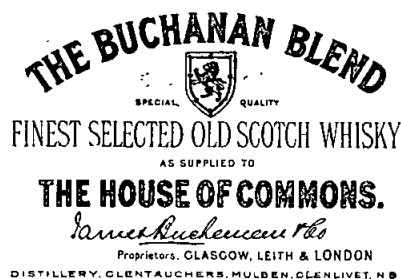 THE BUCHANAN BLEND
SPECIAL QUALITY
FINEST SELECTED OLD SCOTCH WHISKY
AS SUPPLIED TO
THE HOUSE OF COMMONS.
James Buchanan & Co
Proprietors. GLASGOW, LEITH & LONDON
DISTILLERY, GLENTAUCHERS, MULBEN, GLENLIVET, N B